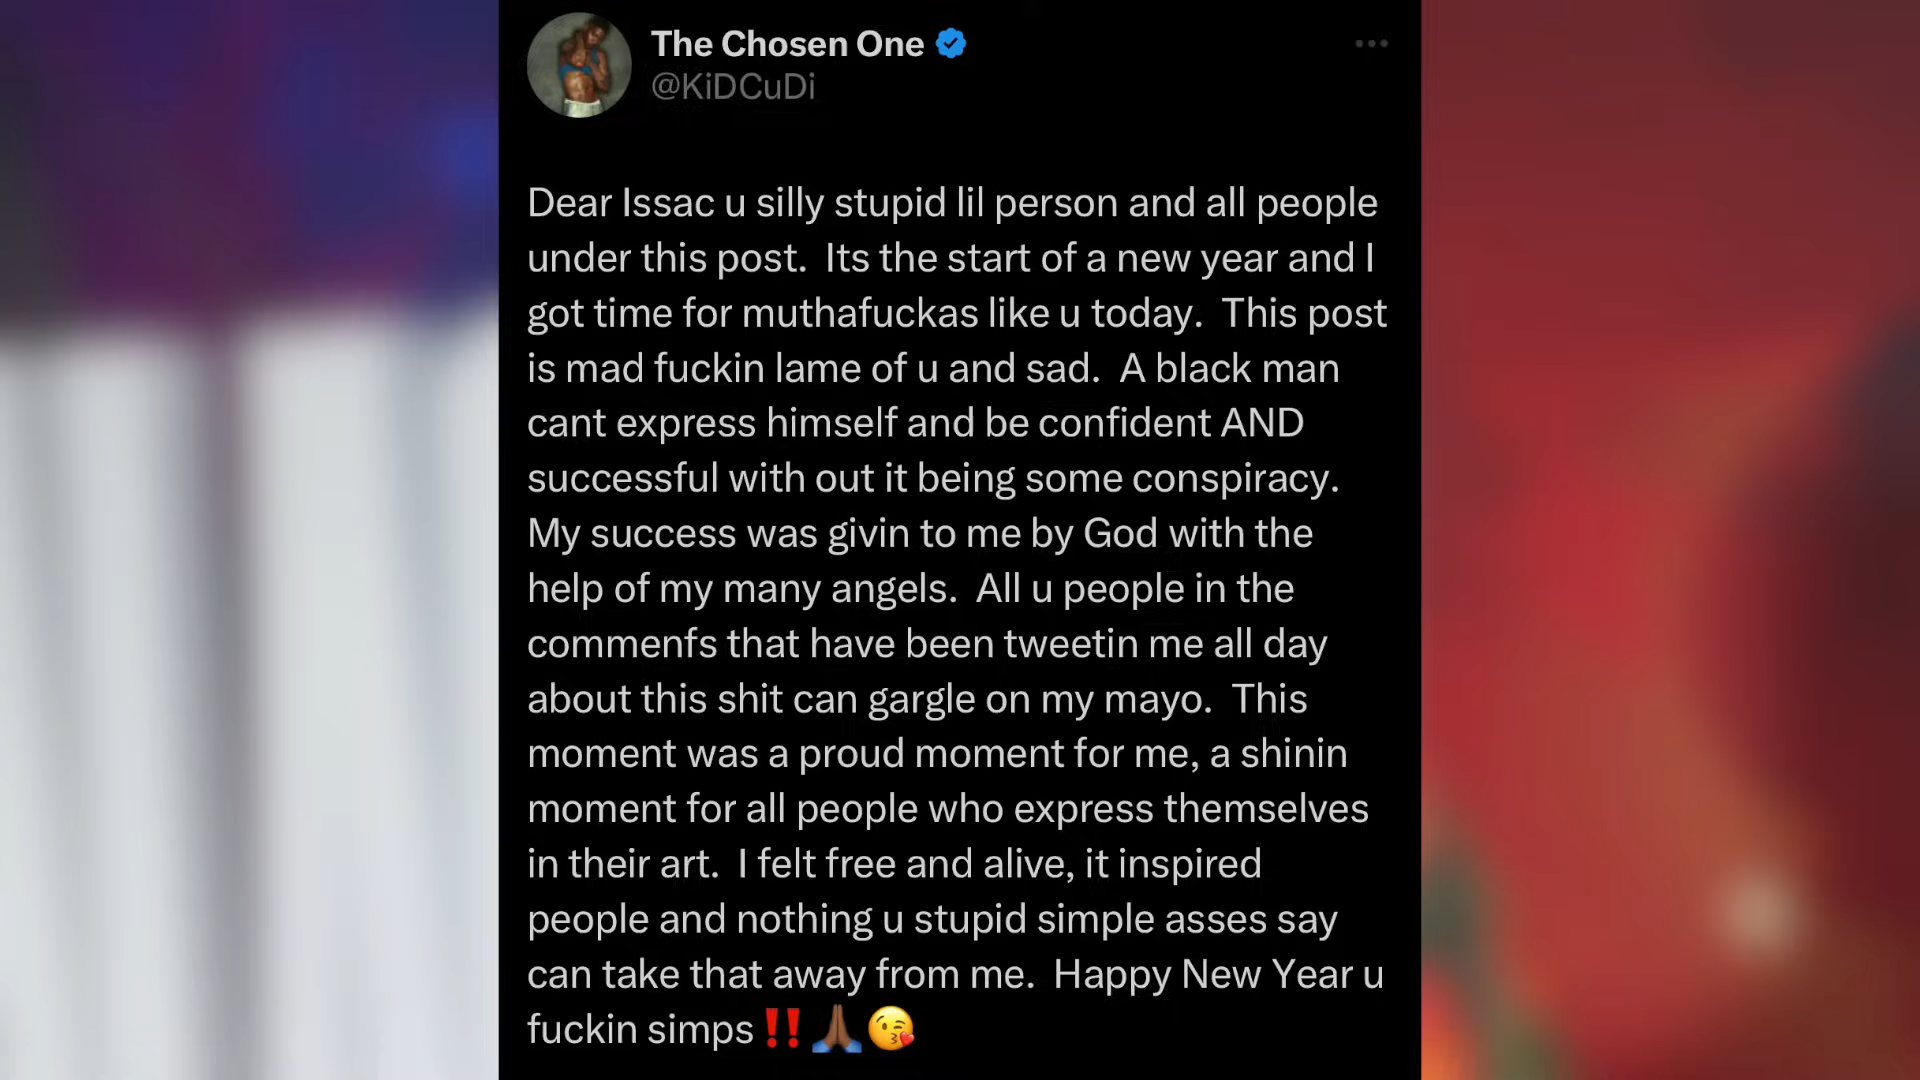 The Chosen One
@KiDCuDi
Dear Issac u silly stupid lil person and all people
under this post.  Its the start of a new year and I
got time for muthafuckas like u today.  This post
is mad fuckin lame of u and sad.  A black man
cant express himself and be confident AND
successful with out it being some conspiracy.
My success was givin to me by God with the
help of my many angels.  All u people in the
commenfs that have been tweetin me all day
about this shit can gargle on my mayo.  This
moment was a proud moment for me, a shinin
moment for all people who express themselves
in their art.  I felt free and alive, it inspired
people and nothing u stupid simple asses say
can take that away from me.  Happy New Year u
fuckin simps‼️🙏🏾😘